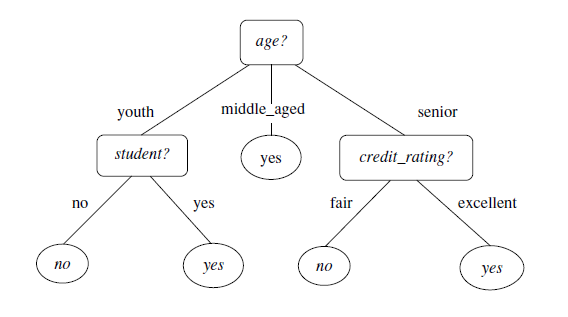 age?
youth
middle_aged
senior
student?
yes
credit_rating?
no
yes
fair
excellent
no
yes
no
yes